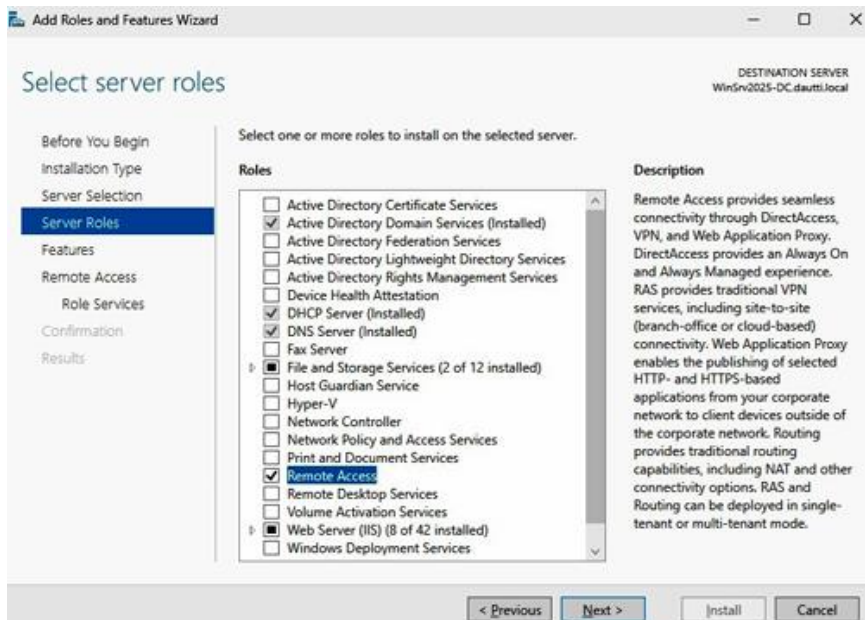 Add Roles and Features Wizard
Select server roles
DESTINATION SERVER
WinSrv2025-DC.dautti.local
Before You Begin
Installation Type
Server Selection
Server Roles
Features
Remote Access
Role Services
Confirmation
Results
Select one or more roles to install on the selected server.
Roles
Active Directory Certificate Services
Active Directory Domain Services (Installed)
Active Directory Federation Services
Active Directory Lightweight Directory Services
Active Directory Rights Management Services
Device Health Attestation
DHCP Server (Installed)
DNS Server (Installed)
Fax Server
File and Storage Services (2 of 12 installed)
Host Guardian Service
Hyper-V
Network Controller
Network Policy and Access Services
Print and Document Services
Remote Access
Remote Desktop Services
Volume Activation Services
Web Server (IIS) (8 of 42 installed)
Windows Deployment Services
Description
Remote Access provides seamless
connectivity through DirectAccess,
VPN, and Web Application Proxy.
DirectAccess provides an Always On
and Always Managed experience.
RAS provides traditional VPN
services, including site-to-site
(branch-office or cloud-based)
connectivity. Web Application Proxy
enables the publishing of selected
HTTP- and HTTPS-based
applications from your corporate
network to client devices outside of
the corporate network. Routing
provides traditional routing
capabilities, including NAT and other
connectivity options. RAS and
Routing can be deployed in single-
tenant or multi-tenant mode.
< Previous
Next >
Install
Cancel